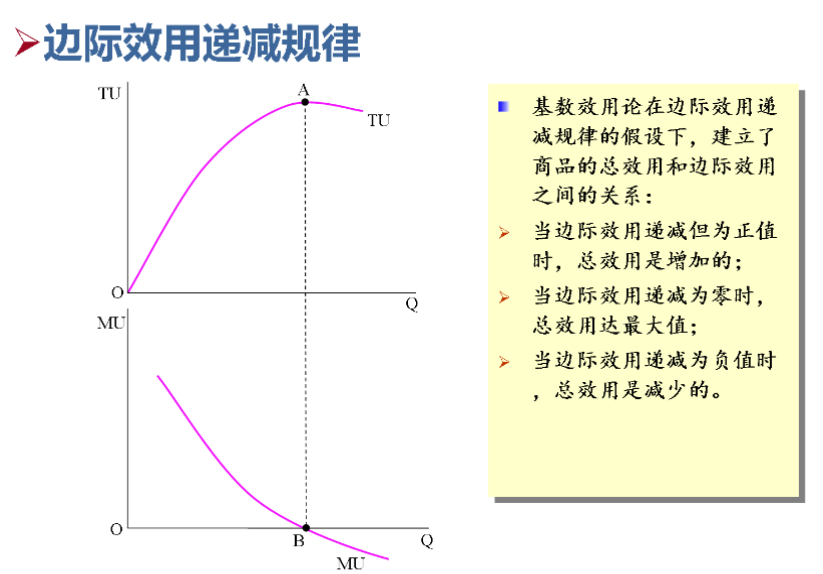 边际效用递减规律
TU
A
TU
O
Q
MU
O
B
Q
MU
基数效用论在边际效用递
减规律的假设下，建立了
商品的总效用和边际效用
之间的关系：
当边际效用递减但为正值
时，总效用是增加的；
当边际效用递减为零时，
总效用达最大值；
当边际效用递减为负值时
，总效用是减少的。